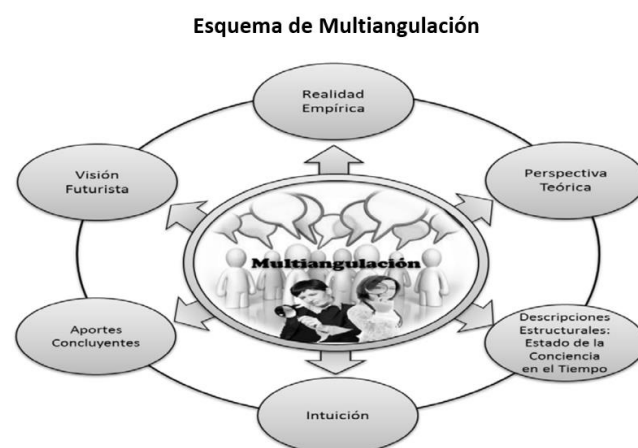 Esquema de Multiangulación
Realidad
Empírica
Visión
Futurista
Perspectiva
Teórica
Multiangulación
Aportes
Concluyentes
Descripciones
Estructurales:
Estado de la
Conciencia
en el Tiempo
Intuición